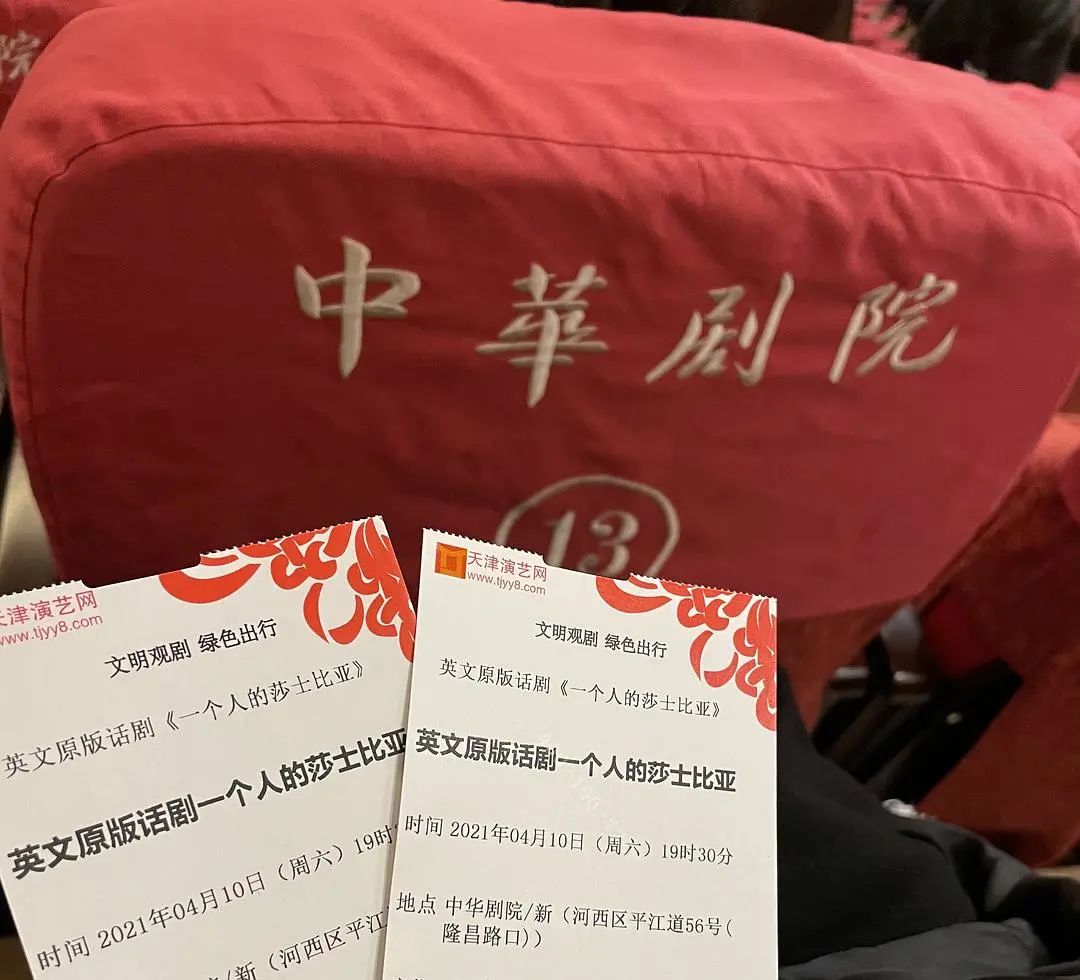 院
中華剧院
13
天津演艺网
www.tjyy8.com
文明观剧 绿色出行
英文原版话剧《一个人的莎士比亚》
英文原版话剧一个人的莎士比亚
时间 2021年04月10日（周六）19时
/新（河西区平江
天津演艺网
www.tjyy8.com
文明观剧 绿色出行
英文原版话剧《一个人的莎士比亚》
英文原版话剧一个人的莎士比亚
时间 2021年04月10日（周六）19时30分
地点 中华剧院/新（河西区平江道56号(
隆昌路口)）